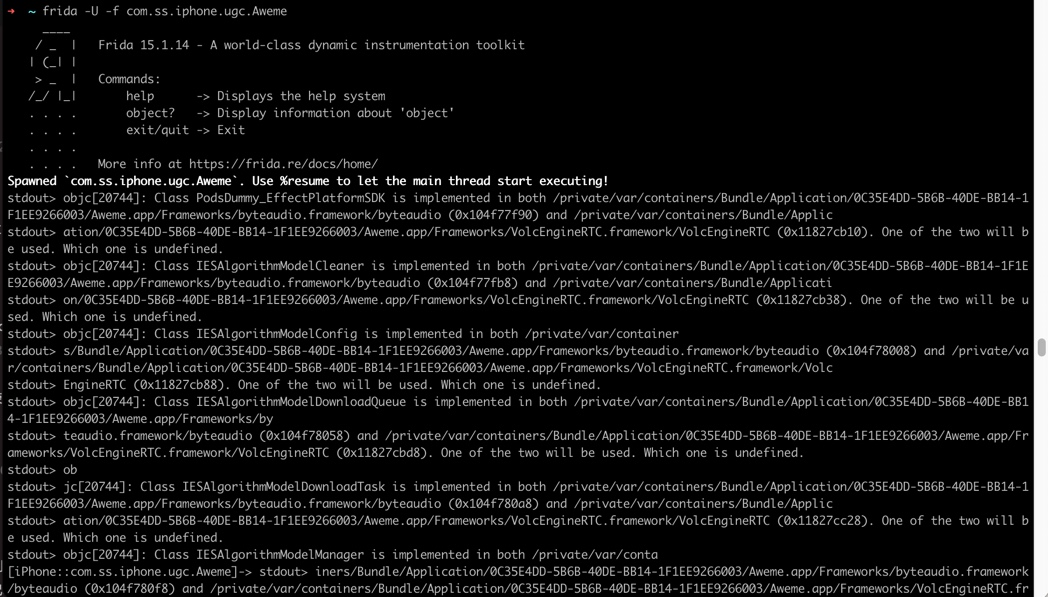 ➜  ~ frida -U -f com.ss.iphone.ugc.Aweme
     ____
    / _  |   Frida 15.1.14 - A world-class dynamic instrumentation toolkit
   | (_| |
    > _  |   Commands:
   /_/ |_|       help      -> Displays the help system
   . . . .       object?   -> Display information about 'object'
   . . . .       exit/quit -> Exit
   . . . .
   . . . .   More info at https://frida.re/docs/home/
Spawned `com.ss.iphone.ugc.Aweme`. Use %resume to let the main thread start executing!
stdout> objc[20744]: Class PodsDummy_EffectPlatformSDK is implemented in both /private/var/containers/Bundle/Application/0C35E4DD-5B6B-40DE-BB14-1
F1EE9266003/Aweme.app/Frameworks/byteaudio.framework/byteaudio (0x104f77f90) and /private/var/containers/Bundle/Applic
stdout> ation/0C35E4DD-5B6B-40DE-BB14-1F1EE9266003/Aweme.app/Frameworks/VolcEngineRTC.framework/VolcEngineRTC (0x11827cb10). One of the two will b
e used. Which one is undefined.
stdout> objc[20744]: Class IESAlgorithmModelCleaner is implemented in both /private/var/containers/Bundle/Application/0C35E4DD-5B6B-40DE-BB14-1F1E
E9266003/Aweme.app/Frameworks/byteaudio.framework/byteaudio (0x104f77fb8) and /private/var/containers/Bundle/Applicati
stdout> on/0C35E4DD-5B6B-40DE-BB14-1F1EE9266003/Aweme.app/Frameworks/VolcEngineRTC.framework/VolcEngineRTC (0x11827cb38). One of the two will be u
sed. Which one is undefined.
stdout> objc[20744]: Class IESAlgorithmModelConfig is implemented in both /private/var/container
stdout> s/Bundle/Application/0C35E4DD-5B6B-40DE-BB14-1F1EE9266003/Aweme.app/Frameworks/byteaudio.framework/byteaudio (0x104f78008) and /private/va
r/containers/Bundle/Application/0C35E4DD-5B6B-40DE-BB14-1F1EE9266003/Aweme.app/Frameworks/VolcEngineRTC.framework/Volc
stdout> EngineRTC (0x11827cb88). One of the two will be used. Which one is undefined.
stdout> objc[20744]: Class IESAlgorithmModelDownloadQueue is implemented in both /private/var/containers/Bundle/Application/0C35E4DD-5B6B-40DE-BB1
4-1F1EE9266003/Aweme.app/Frameworks/by
stdout> teaudio.framework/byteaudio (0x104f78058) and /private/var/containers/Bundle/Application/0C35E4DD-5B6B-40DE-BB14-1F1EE9266003/Aweme.app/Fr
ameworks/VolcEngineRTC.framework/VolcEngineRTC (0x11827cbd8). One of the two will be used. Which one is undefined.
stdout> ob
stdout> jc[20744]: Class IESAlgorithmModelDownloadTask is implemented in both /private/var/containers/Bundle/Application/0C35E4DD-5B6B-40DE-BB14-1
F1EE9266003/Aweme.app/Frameworks/byteaudio.framework/byteaudio (0x104f780a8) and /private/var/containers/Bundle/Applic
stdout> ation/0C35E4DD-5B6B-40DE-BB14-1F1EE9266003/Aweme.app/Frameworks/VolcEngineRTC.framework/VolcEngineRTC (0x11827cc28). One of the two will b
e used. Which one is undefined.
stdout> objc[20744]: Class IESAlgorithmModelManager is implemented in both /private/var/conta
[iPhone::com.ss.iphone.ugc.Aweme]-> stdout> iners/Bundle/Application/0C35E4DD-5B6B-40DE-BB14-1F1EE9266003/Aweme.app/Frameworks/byteaudio.framework
/byteaudio (0x104f780f8) and /private/var/containers/Bundle/Application/0C35E4DD-5B6B-40DE-BB14-1F1EE9266003/Aweme.app/Frameworks/VolcEngineRTC.fr